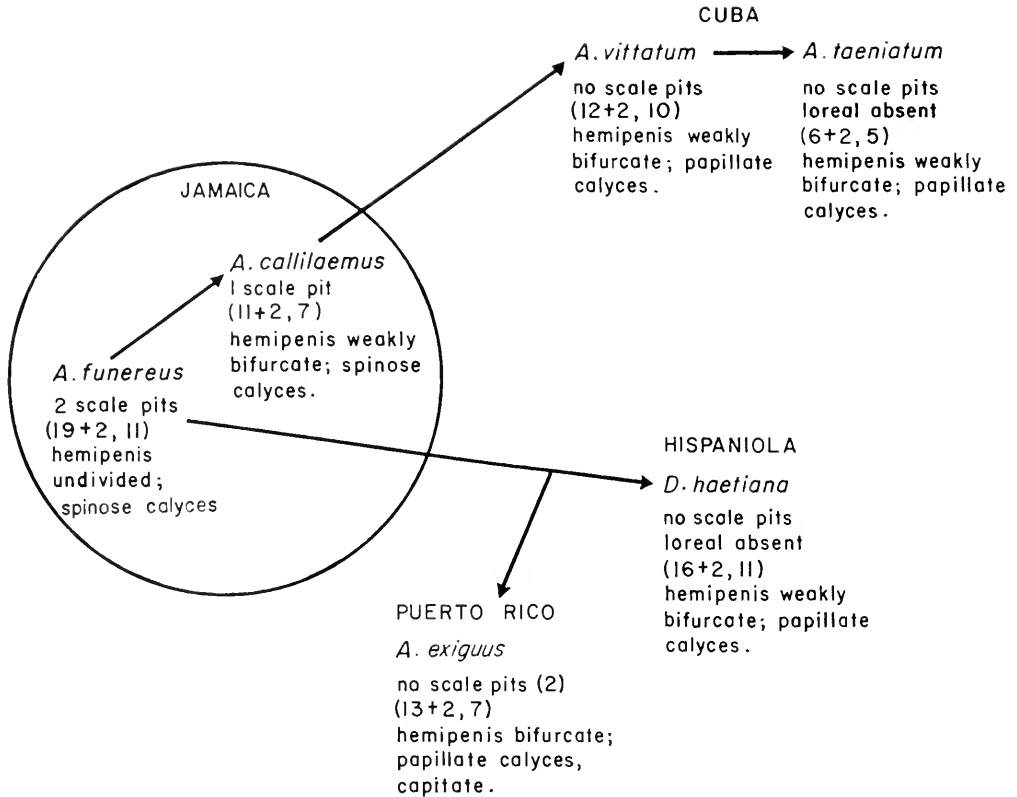 CUBA
A. vittatum
no scale pits
(12+2, 10)
hemipenis weakly
bifurcate; papillate
calyces.
A. taeniatum
no scale pits
loreal absent
(6+2, 5)
hemipenis weakly
bifurcate; papillate
calyces.
JAMAICA
A. callilaemus
1 scale pit
(11+2, 7)
hemipenis weakly
bifurcate; spinose
calyces.
A. funereus
2 scale pits
(19+2, 11)
hemipenis
undivided;
spinose calyces
HISPANIOLA
D. haetiana
no scale pits
loreal absent
(16+2, 11)
hemipenis weakly
bifurcate; papillate
calyces.
PUERTO RICO
A. exiguus
no scale pits (2)
(13+2, 7)
hemipenis bifurcate;
papillate calyces,
capitate.